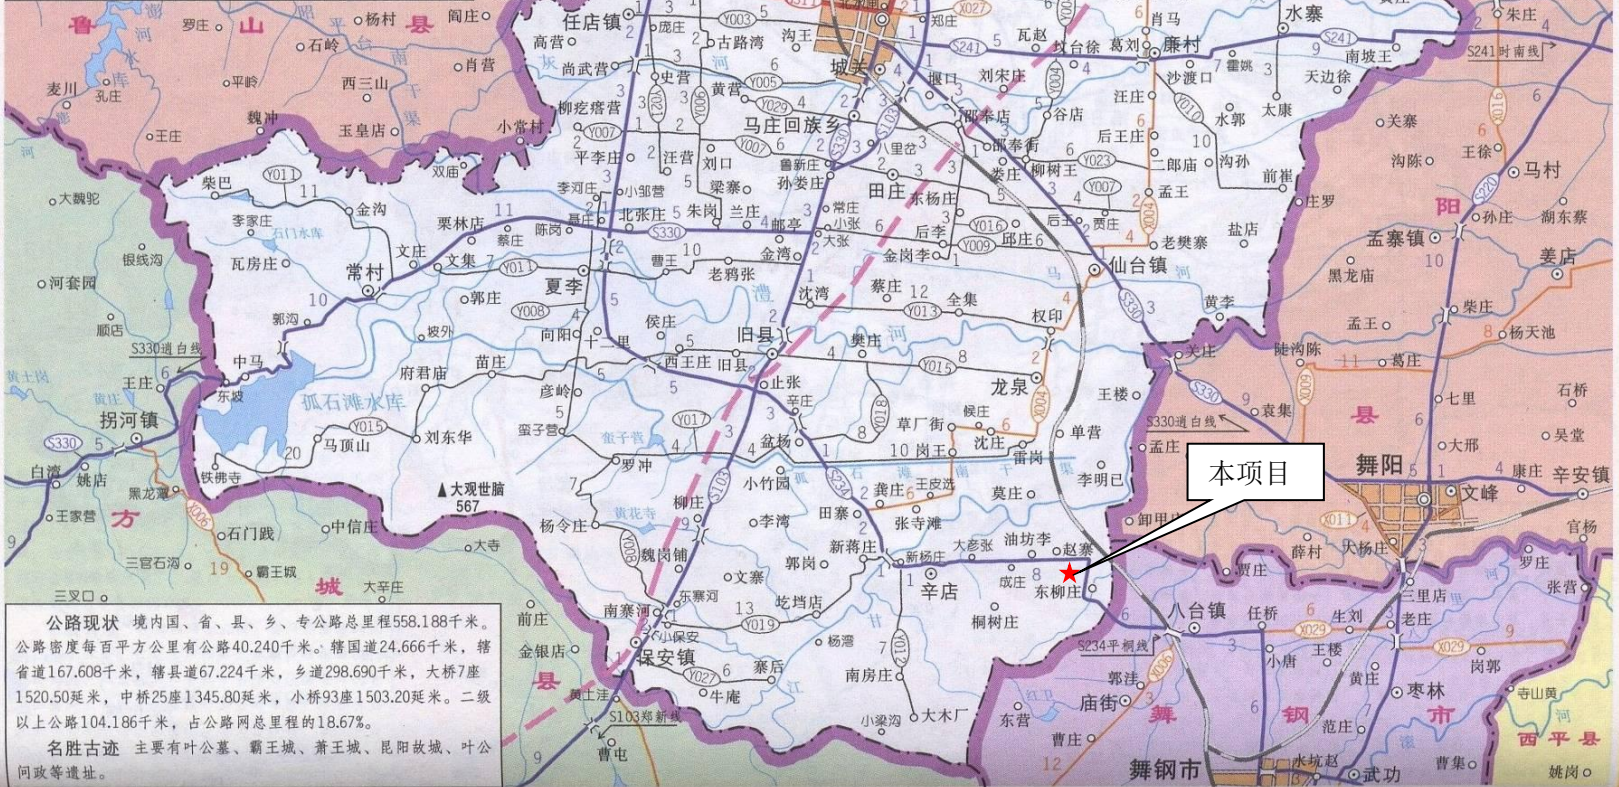 鲁 山 县
任店镇
城关
廉村
水寨
马庄回族乡
田庄
常村
夏李
旧县
龙泉
仙台镇
辛店
保安镇
拐河镇
方
城
县
舞阳
孟寨镇
马村
姜店
辛安镇
文峰
八台镇
庙街
枣林
武功
舞钢市
舞 钢 市
西平县
阳
县
罗庄
杨村
阎庄
石岭
平岭
西三山
肖营
麦川
孔庄
王庄
魏冲
玉皇店
小常村
双庙
高营
尚武营
庞庄
古路湾
沟王
史营
黄营
柳疙瘩营
平李庄
汪营
刘口
鲁新庄
孙娄庄
八里岔
梁寨
李河庄
小邹营
北张庄
朱岗
兰庄
邮亭
常庄
小张
大张
金湾
老鸦张
曹王
栗林店
蔡庄
陈岗
聂庄
文庄
文集
柴巴
金沟
李家庄
石门水库
瓦房庄
郭沟
中马
东坡
孤石滩水库
马顶山
刘东华
铁佛寺
府君庙
苗庄
坡外
郭庄
向阳
十里
侯庄
西王庄
旧县
彦岭
蛮子营
罗冲
止张
辛庄
盆杨
小竹园
柳庄
李湾
田寨
龚庄
王皮选
张寺滩
新蒋庄
新杨庄
大彦张
油坊李
赵寨
成庄
东柳庄
桐树庄
草厂街
侯庄
沈庄
岗王
雷岗
单营
李明已
莫庄
王楼
樊庄
权印
全集
蔡庄
沈湾
金岗李
后李
邱庄
东杨庄
老樊寨
盐店
黄李
关庄
孟王
贾庄
后王
二郎庙
沟孙
前崔
后王庄
水郭
太康
天边徐
汪庄
谷店
邵奉店
邵奉街
柳树王
娄庄
堰口
刘宋庄
郑庄
瓦赵
坟台徐
葛刘
肖马
沙渡口
霍姚
南坡王
朱庄
关寨
沟陈
王徐
庄罗
孙庄
湖东蔡
黑龙庙
孟王
柴庄
杨天池
陡沟陈
葛庄
七里
石桥
袁集
大邢
吴堂
孟庄
康庄
官杨
薛村
大杨庄
贾庄
罗庄
张营
三里店
任桥
生刘
老庄
王楼
小唐
黄庄
岗郭
郭洼
东营
曹庄
范庄
水坑赵
曹集
姚岗
寺山黄
大魏驼
银线沟
河套园
顺店
王庄
白湾
姚店
黑龙潭
王家营
石门践
中信庄
大寺
三官石沟
霸王城
三叉口
大辛庄
大观世脑
567
杨令庄
黄花寺
魏岗铺
文寨
郭岗
东寨河
南寨河
圪垱店
小保安
杨湾
寨后
牛庵
南房庄
小梁沟
大木厂
前庄
金银店
黄土洼
曹屯
S103郑新线
S330逍白线
S330逍白线
S234平桐线
S241时南线
本项目
公路现状 境内国、省、县、乡、专公路总里程558.188千米。
公路密度每百平方公里有公路40.240千米。辖国道24.666千米，辖
省道167.608千米，辖县道67.224千米，乡道298.690千米，大桥7座
1520.50延米，中桥25座1345.80延米，小桥93座1503.20延米。二级
以上公路104.186千米，占公路网总里程的18.67%。
名胜古迹 主要有叶公墓、霸王城、萧王城、昆阳故城、叶公
问政等遗址。